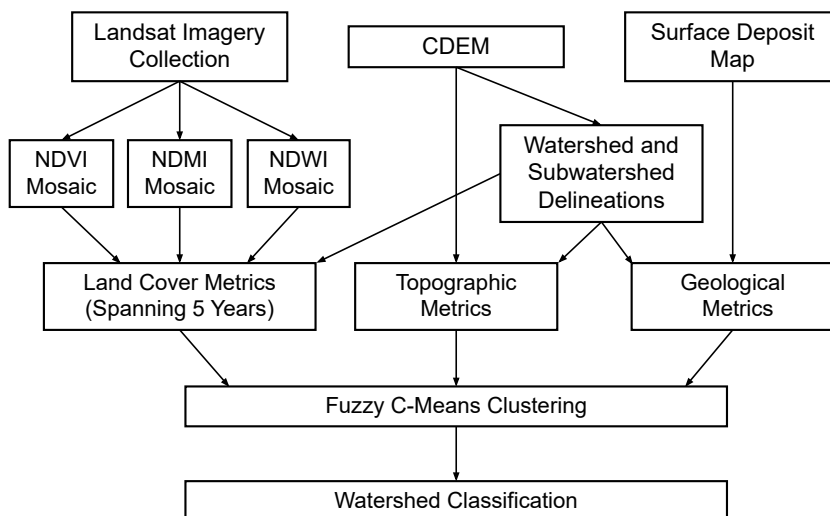 Landsat Imagery
Collection
CDEM
Surface Deposit
Map
NDVI
Mosaic
NDMI
Mosaic
NDWI
Mosaic
Watershed and
Subwatershed
Delineations
Land Cover Metrics
(Spanning 5 Years)
Topographic
Metrics
Geological
Metrics
Fuzzy C-Means Clustering
Watershed Classification